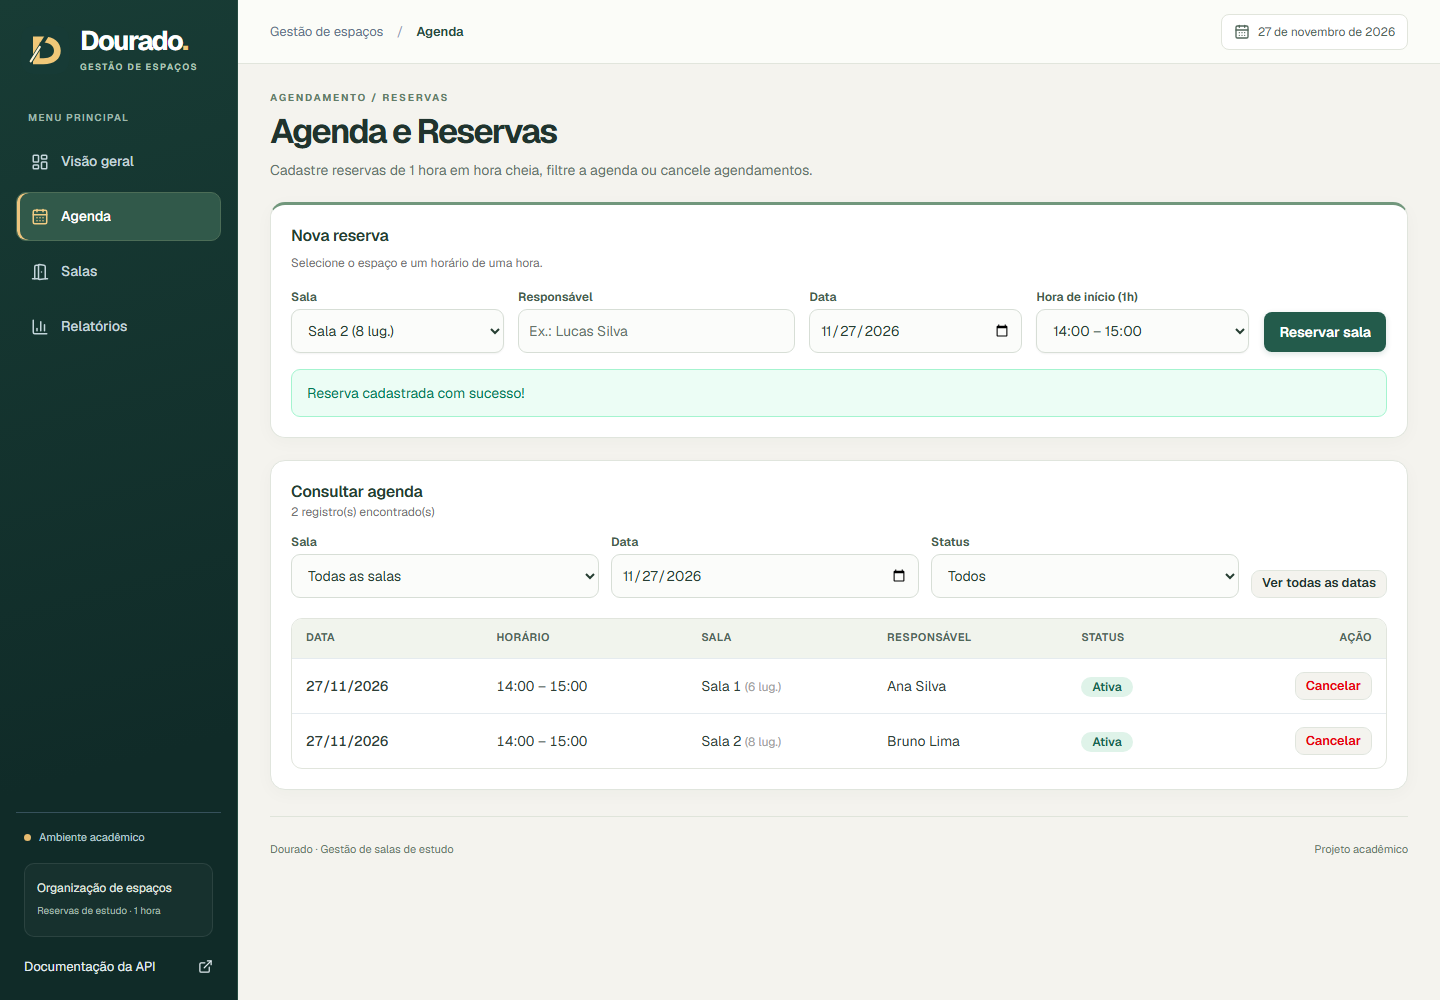 Dourado.
GESTÃO DE ESPAÇOS
MENU PRINCIPAL
Visão geral
Agenda
Salas
Relatórios
Ambiente acadêmico
Organização de espaços
Reservas de estudo · 1 hora
Documentação da API
Gestão de espaços / Agenda
27 de novembro de 2026
AGENDAMENTO / RESERVAS
Agenda e Reservas
Cadastre reservas de 1 hora em hora cheia, filtre a agenda ou cancele agendamentos.
Nova reserva
Selecione o espaço e um horário de uma hora.
Sala Responsável Data Hora de início (1h)
Sala 2 (8 lug.) Ex.: Lucas Silva 11/27/2026 14:00 – 15:00 Reservar sala
Reserva cadastrada com sucesso!
Consultar agenda
2 registro(s) encontrado(s)
Sala Data Status
Todas as salas 11/27/2026 Todos Ver todas as datas
DATA HORÁRIO SALA RESPONSÁVEL STATUS AÇÃO
27/11/2026 14:00 – 15:00 Sala 1 (6 lug.) Ana Silva Ativa Cancelar
27/11/2026 14:00 – 15:00 Sala 2 (8 lug.) Bruno Lima Ativa Cancelar
Dourado · Gestão de salas de estudo Projeto acadêmico